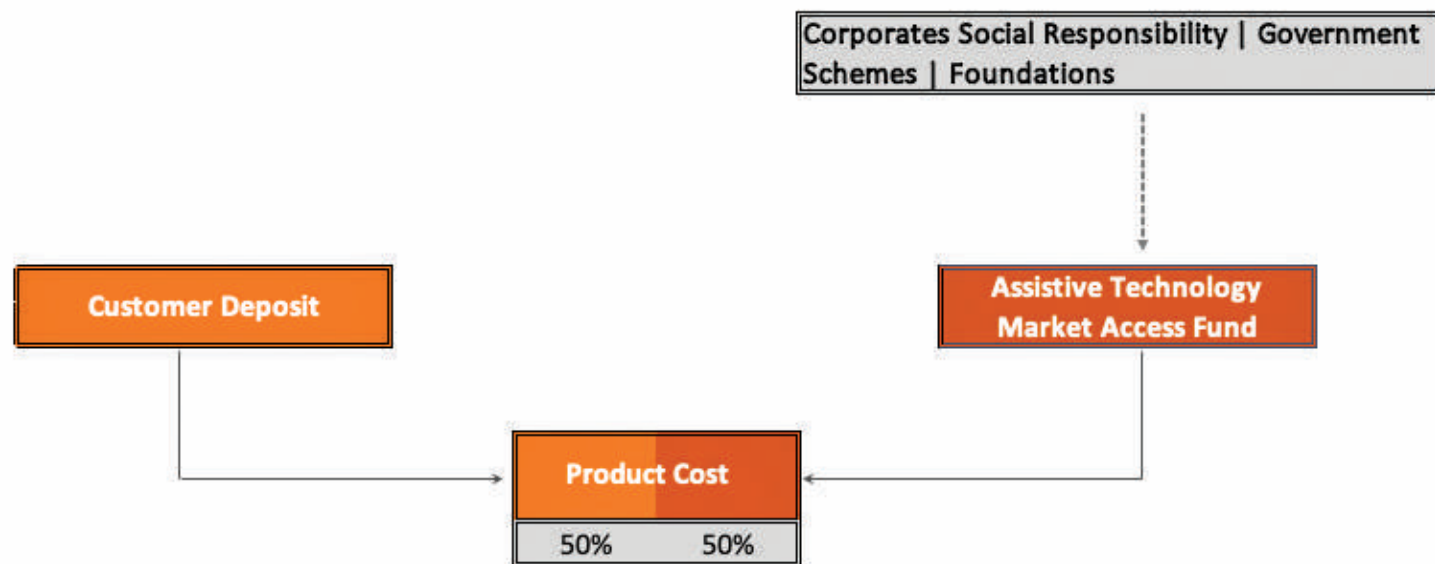 Corporates Social Responsibility | Government
Schemes | Foundations
Customer Deposit
Assistive Technology
Market Access Fund
Product Cost
50% 50%